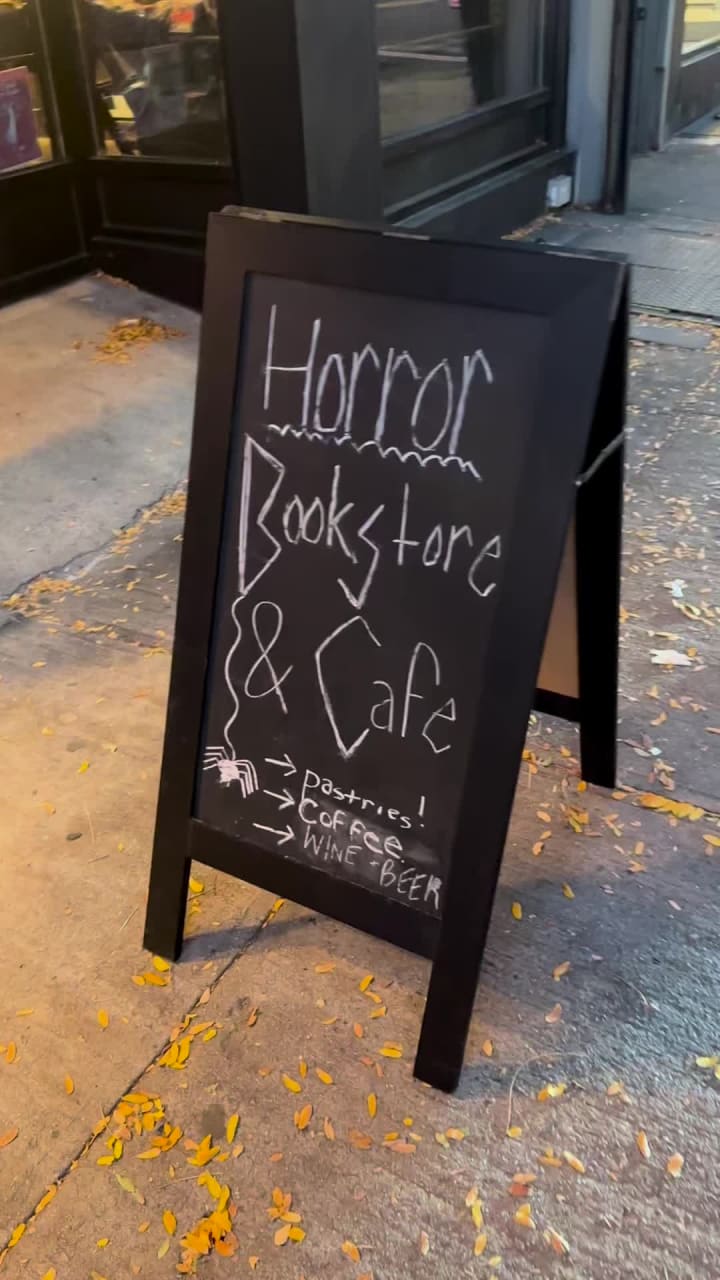 Horror
Bookstore
& Cafe
→ pastries!
→ Coffee
→ WINE + BEER